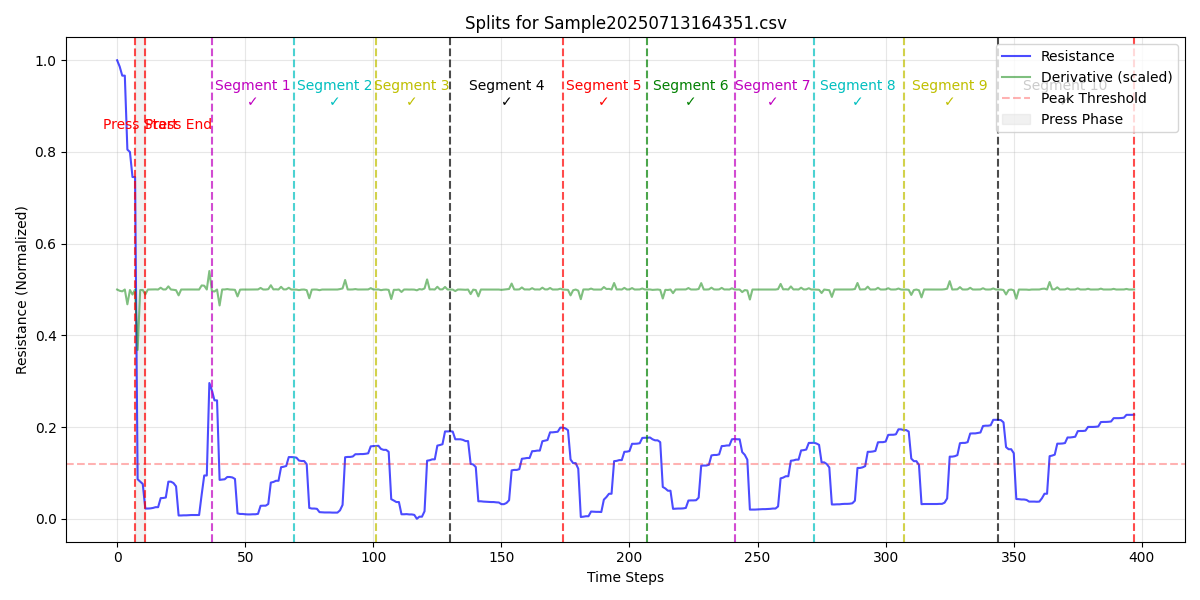 Splits for Sample20250713164351.csv
Resistance (Normalized)
1.0
0.8
0.6
0.4
0.2
0.0
Segment 1
✓
Segment 2
✓
Segment 3
✓
Segment 4
✓
Segment 5
✓
Segment 6
✓
Segment 7
✓
Segment 8
✓
Segment 9
✓
Segment 10
Press Start
Press End
Resistance
Derivative (scaled)
Peak Threshold
Press Phase
0
50
100
150
200
250
300
350
400
Time Steps